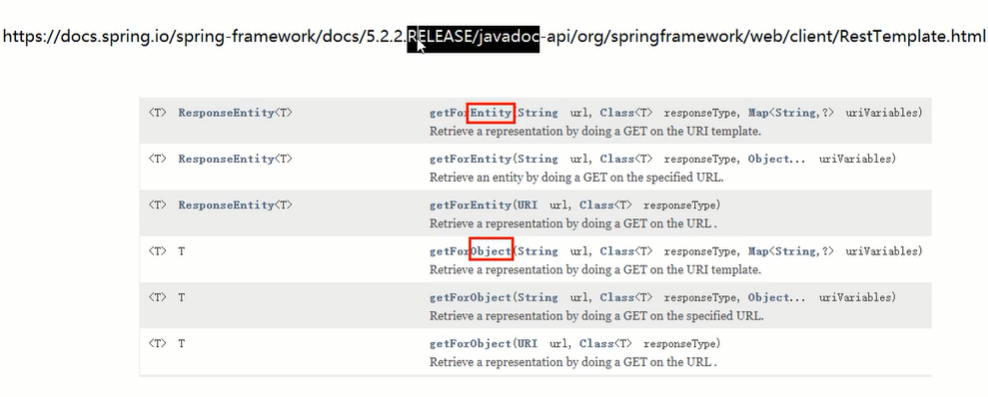 https://docs.spring.io/spring-framework/docs/5.2.2.RELEASE/javadoc-api/org/springframework/web/client/RestTemplate.html
<T> ResponseEntity<T> getForEntity(String url, Class<T> responseType, Map<String,?> uriVariables)
Retrieve a representation by doing a GET on the URI template.
<T> ResponseEntity<T> getForEntity(String url, Class<T> responseType, Object... uriVariables)
Retrieve an entity by doing a GET on the specified URL.
<T> ResponseEntity<T> getForEntity(URI url, Class<T> responseType)
Retrieve a representation by doing a GET on the URL .
<T> T getForObject(String url, Class<T> responseType, Map<String,?> uriVariables)
Retrieve a representation by doing a GET on the URI template.
<T> T getForObject(String url, Class<T> responseType, Object... uriVariables)
Retrieve a representation by doing a GET on the specified URL.
<T> T getForObject(URI url, Class<T> responseType)
Retrieve a representation by doing a GET on the URL .